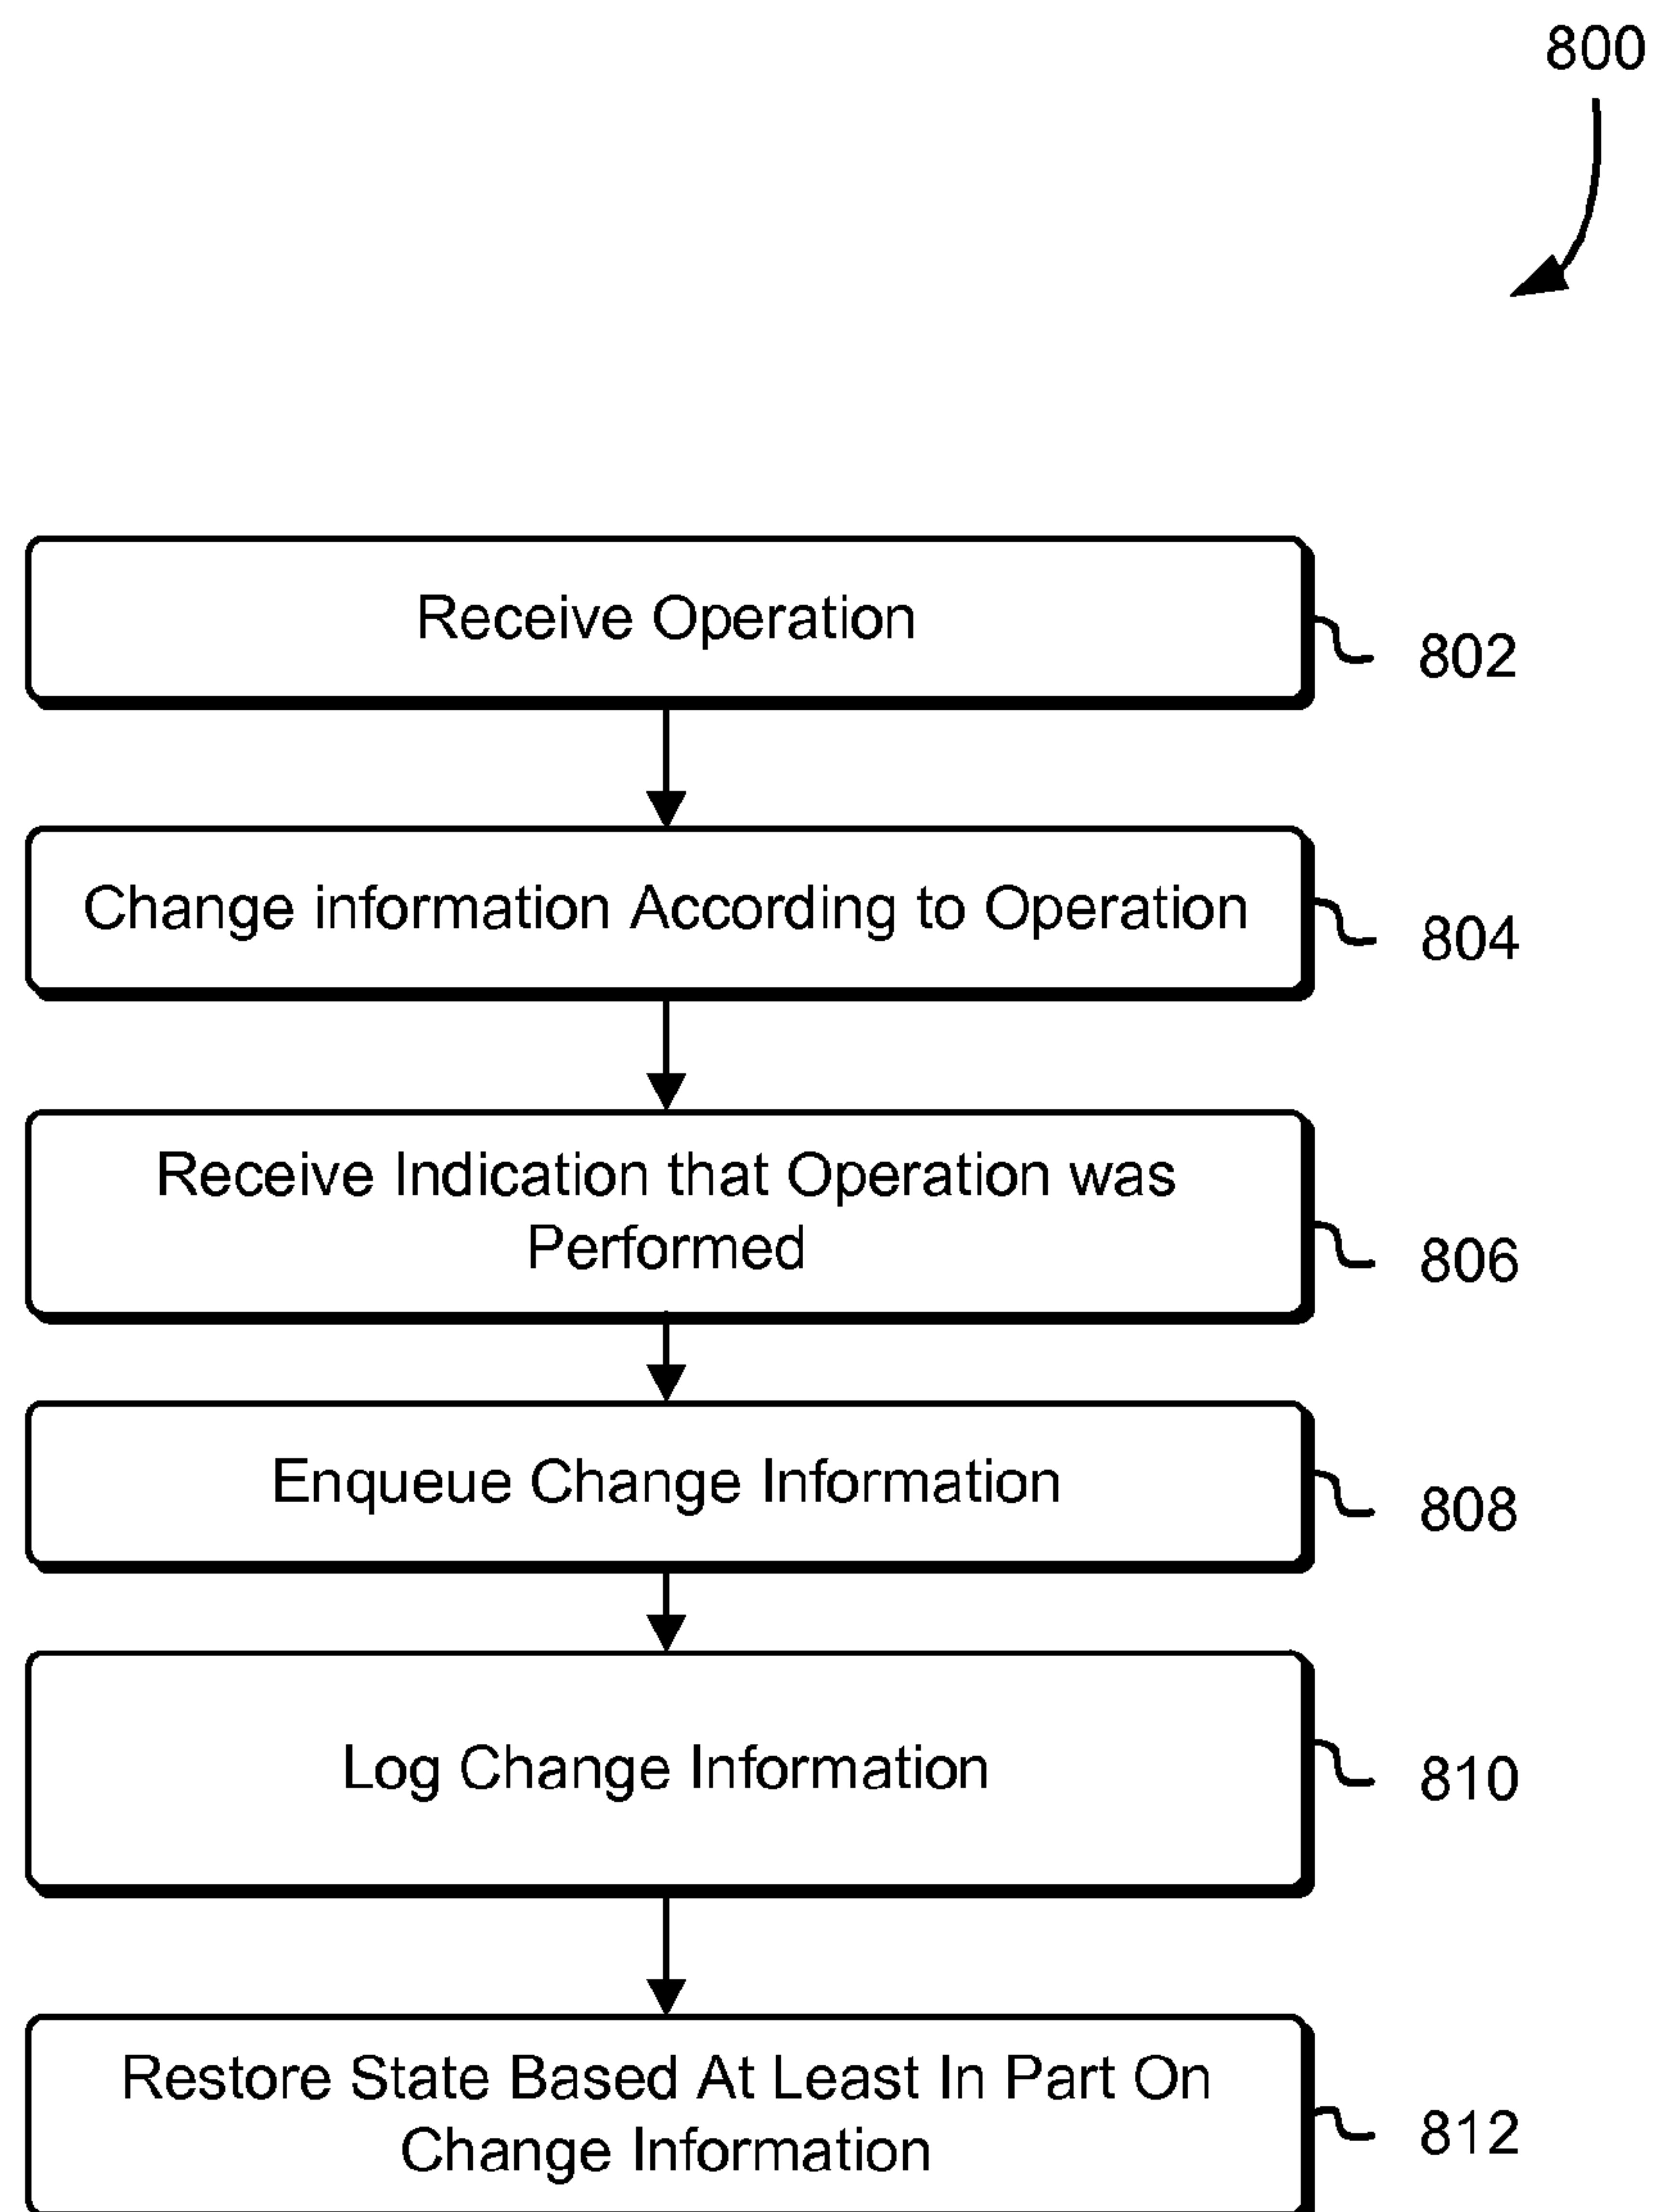 800
Receive Operation
802
Change information According to Operation
804
Receive Indication that Operation was
Performed
806
Enqueue Change Information
808
Log Change Information
810
Restore State Based At Least In Part On
Change Information
812